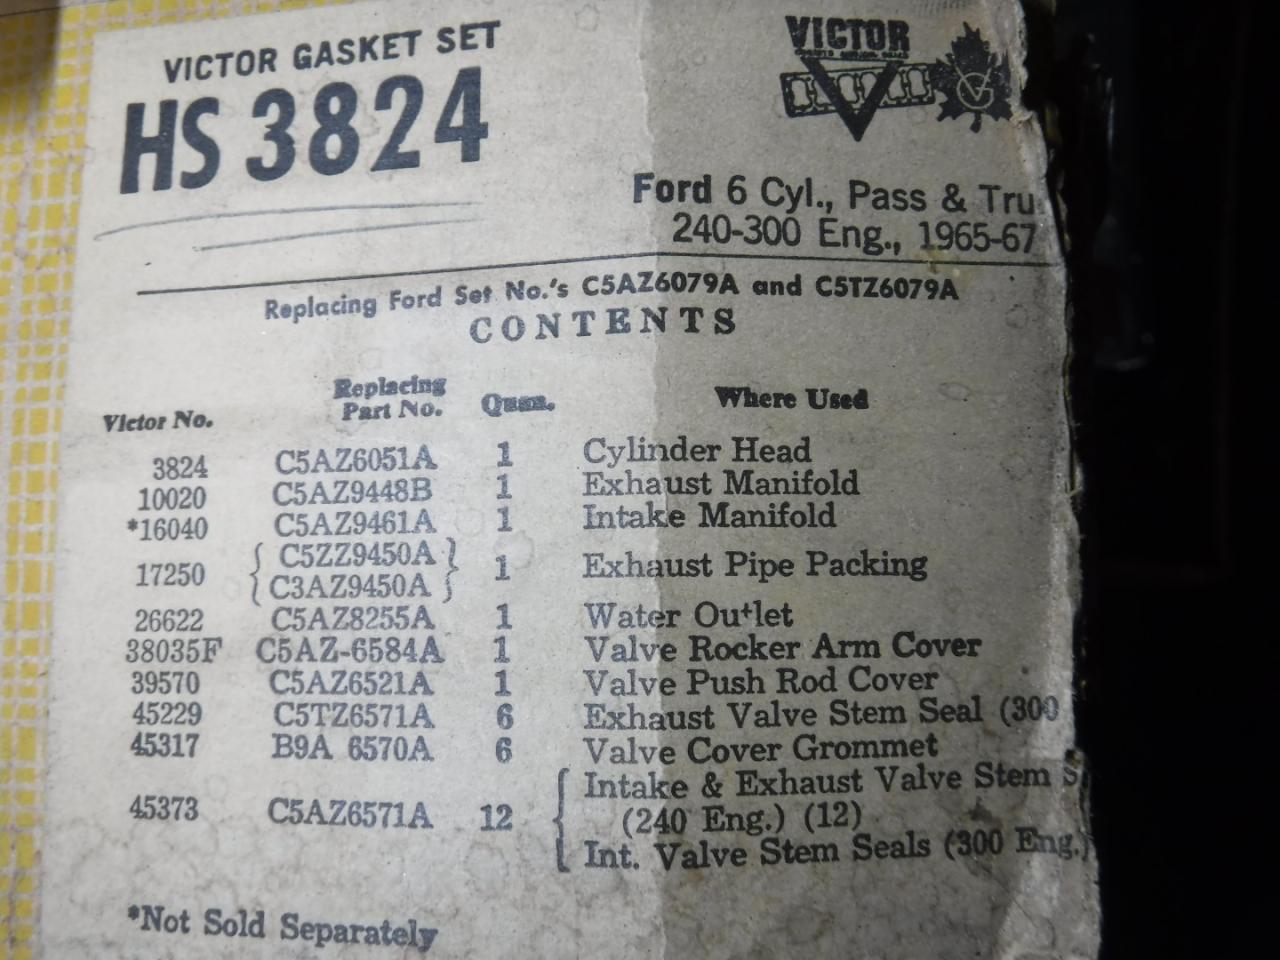 VICTOR GASKET SET
HS 3824
VICTOR
Ford 6 Cyl., Pass & Tru
240-300 Eng., 1965-67
Replacing Ford Set No.'s C5AZ6079A and C5TZ6079A
CONTENTS
Victor No. Replacing Part No. Quan. Where Used
3824 C5AZ6051A 1 Cylinder Head
10020 C5AZ9448B 1 Exhaust Manifold
*16040 C5AZ9461A 1 Intake Manifold
17250 { C5ZZ9450A C3AZ9450A } 1 Exhaust Pipe Packing
26622 C5AZ8255A 1 Water Outlet
38035F C5AZ-6584A 1 Valve Rocker Arm Cover
39570 C5AZ6521A 1 Valve Push Rod Cover
45229 C5TZ6571A 6 Exhaust Valve Stem Seal (300
45317 B9A 6570A 6 Valve Cover Grommet
45373 C5AZ6571A 12 { Intake & Exhaust Valve Stem S
(240 Eng.) (12)
Int. Valve Stem Seals (300 Eng.)
*Not Sold Separately